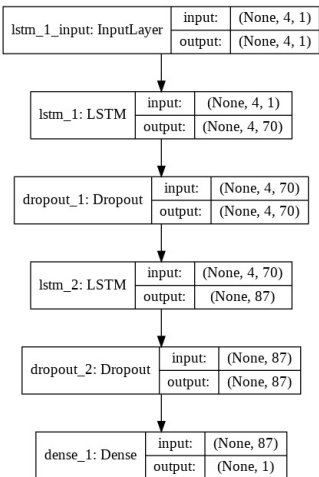 lstm_1_input: InputLayer input: (None, 4, 1)
output: (None, 4, 1)
lstm_1: LSTM input: (None, 4, 1)
output: (None, 4, 70)
dropout_1: Dropout input: (None, 4, 70)
output: (None, 4, 70)
lstm_2: LSTM input: (None, 4, 70)
output: (None, 87)
dropout_2: Dropout input: (None, 87)
output: (None, 87)
dense_1: Dense input: (None, 87)
output: (None, 1)